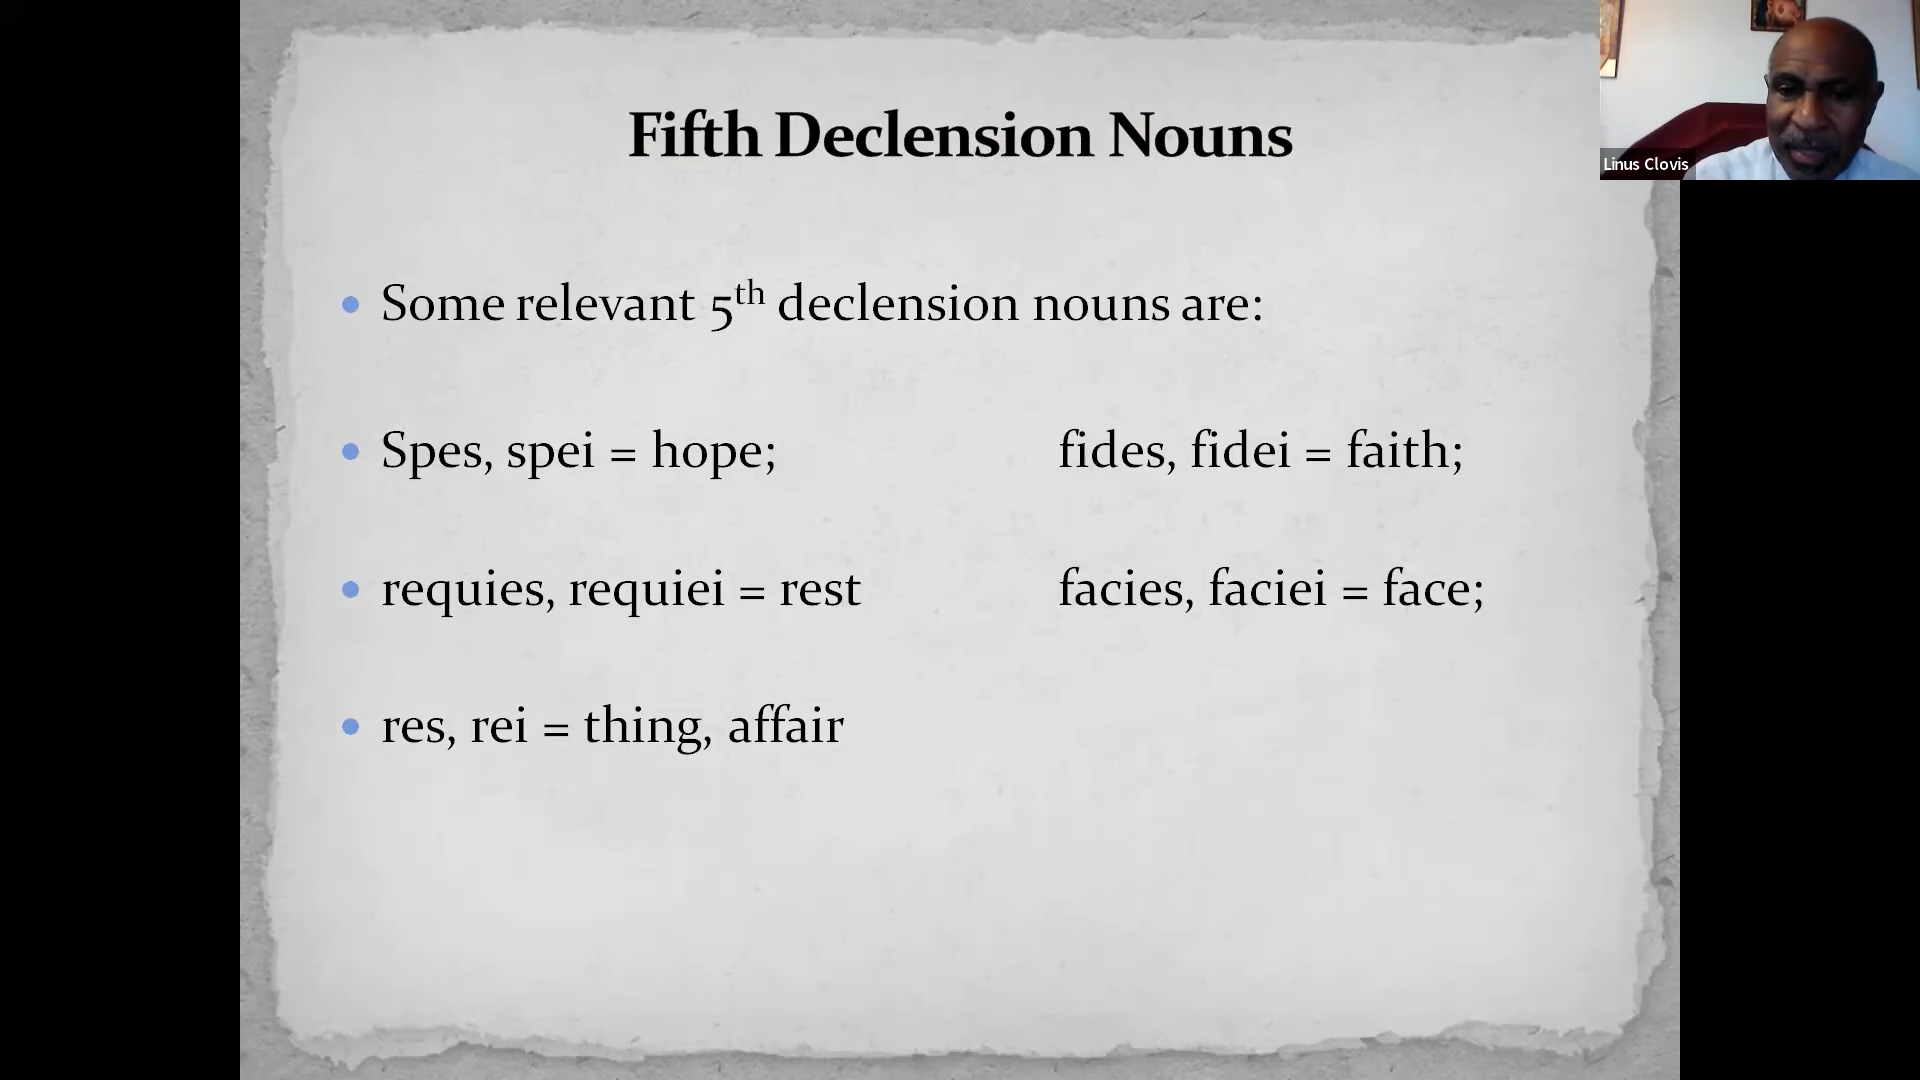 Fifth Declension Nouns
Linus Clovis
Some relevant 5th declension nouns are:
Spes, spei = hope; fides, fidei = faith;
requies, requiei = rest facies, faciei = face;
res, rei = thing, affair